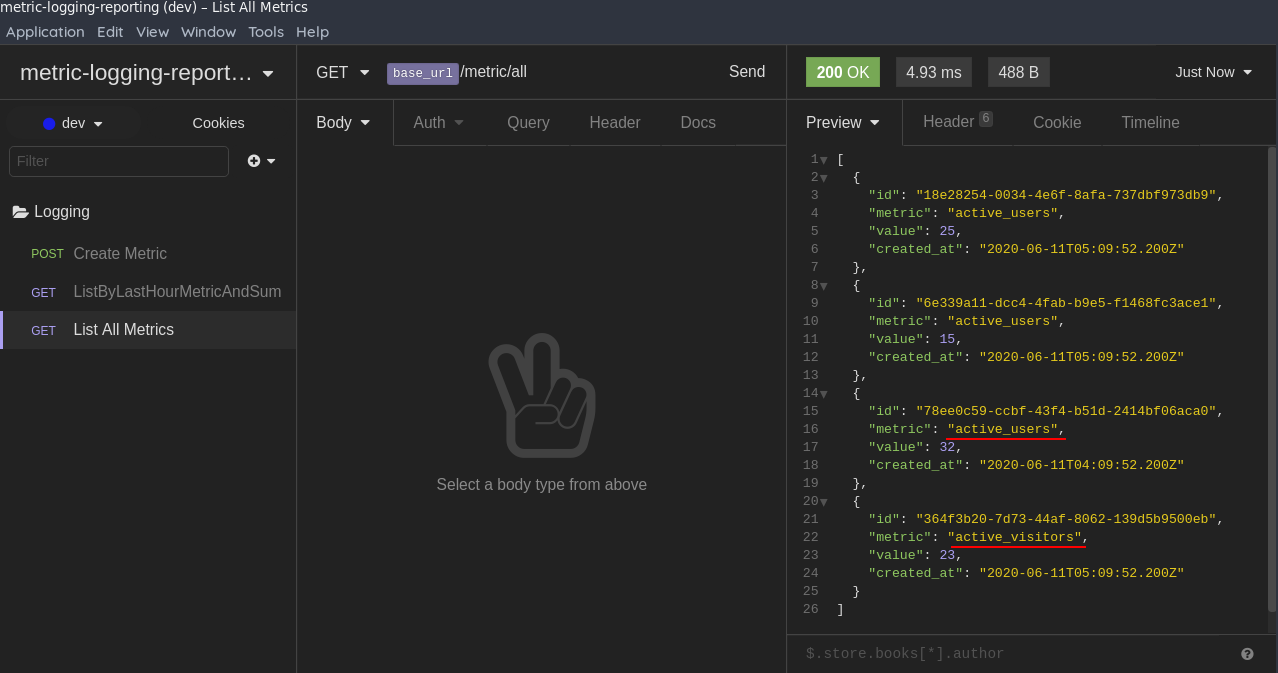 metric-logging-reporting (dev) – List All Metrics
Application Edit View Window Tools Help
metric-logging-report...
dev
Cookies
Filter
Logging
POST Create Metric
GET ListByLastHourMetricAndSum
GET List All Metrics
GET base_url/metric/all Send
Body Auth Query Header Docs
Select a body type from above
200 OK 4.93 ms 488 B Just Now
Preview Header 6 Cookie Timeline
1 [
2 {
3 "id": "18e28254-0034-4e6f-8afa-737dbf973db9",
4 "metric": "active_users",
5 "value": 25,
6 "created_at": "2020-06-11T05:09:52.200Z"
7 },
8 {
9 "id": "6e339a11-dcc4-4fab-b9e5-f1468fc3ace1",
10 "metric": "active_users",
11 "value": 15,
12 "created_at": "2020-06-11T05:09:52.200Z"
13 },
14 {
15 "id": "78ee0c59-ccbf-43f4-b51d-2414bf06aca0",
16 "metric": "active_users",
17 "value": 32,
18 "created_at": "2020-06-11T04:09:52.200Z"
19 },
20 {
21 "id": "364f3b20-7d73-44af-8062-139d5b9500eb",
22 "metric": "active_visitors",
23 "value": 23,
24 "created_at": "2020-06-11T05:09:52.200Z"
25 }
26 ]
$.store.books[*].author